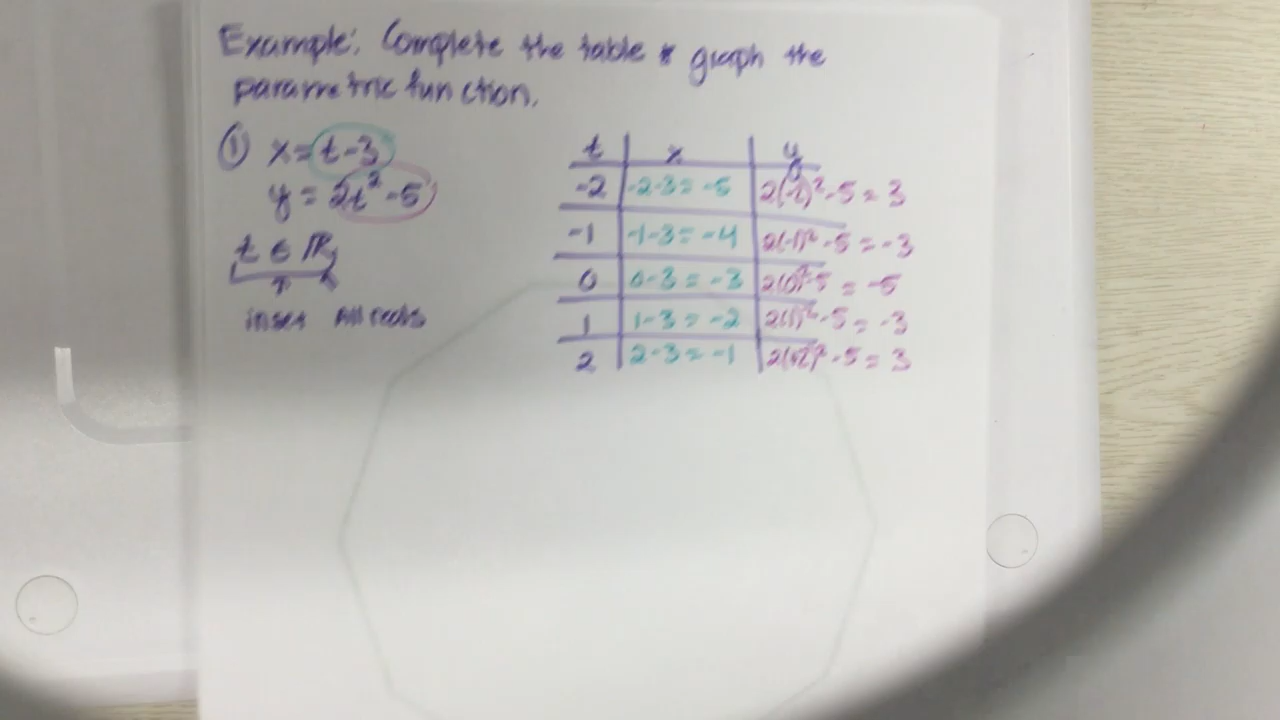 Example: Complete the table & graph the
parametric function.
① x = t - 3
y = 2t² - 5
t ∈ ℝ
in set All reals
t x y
-2 -2-3 = -5 2(-2)² - 5 = 3
-1 -1-3 = -4 2(-1)² - 5 = -3
0 0-3 = -3 2(0)² - 5 = -5
1 1-3 = -2 2(1)² - 5 = -3
2 2-3 = -1 2(2)² - 5 = 3